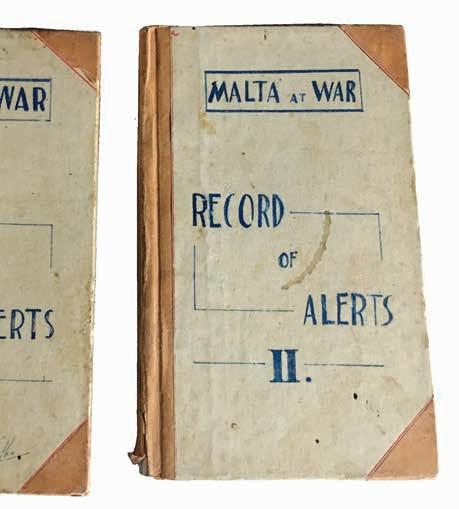 WAR
ERTS
MALTA AT WAR
RECORD
OF
ALERTS
II.